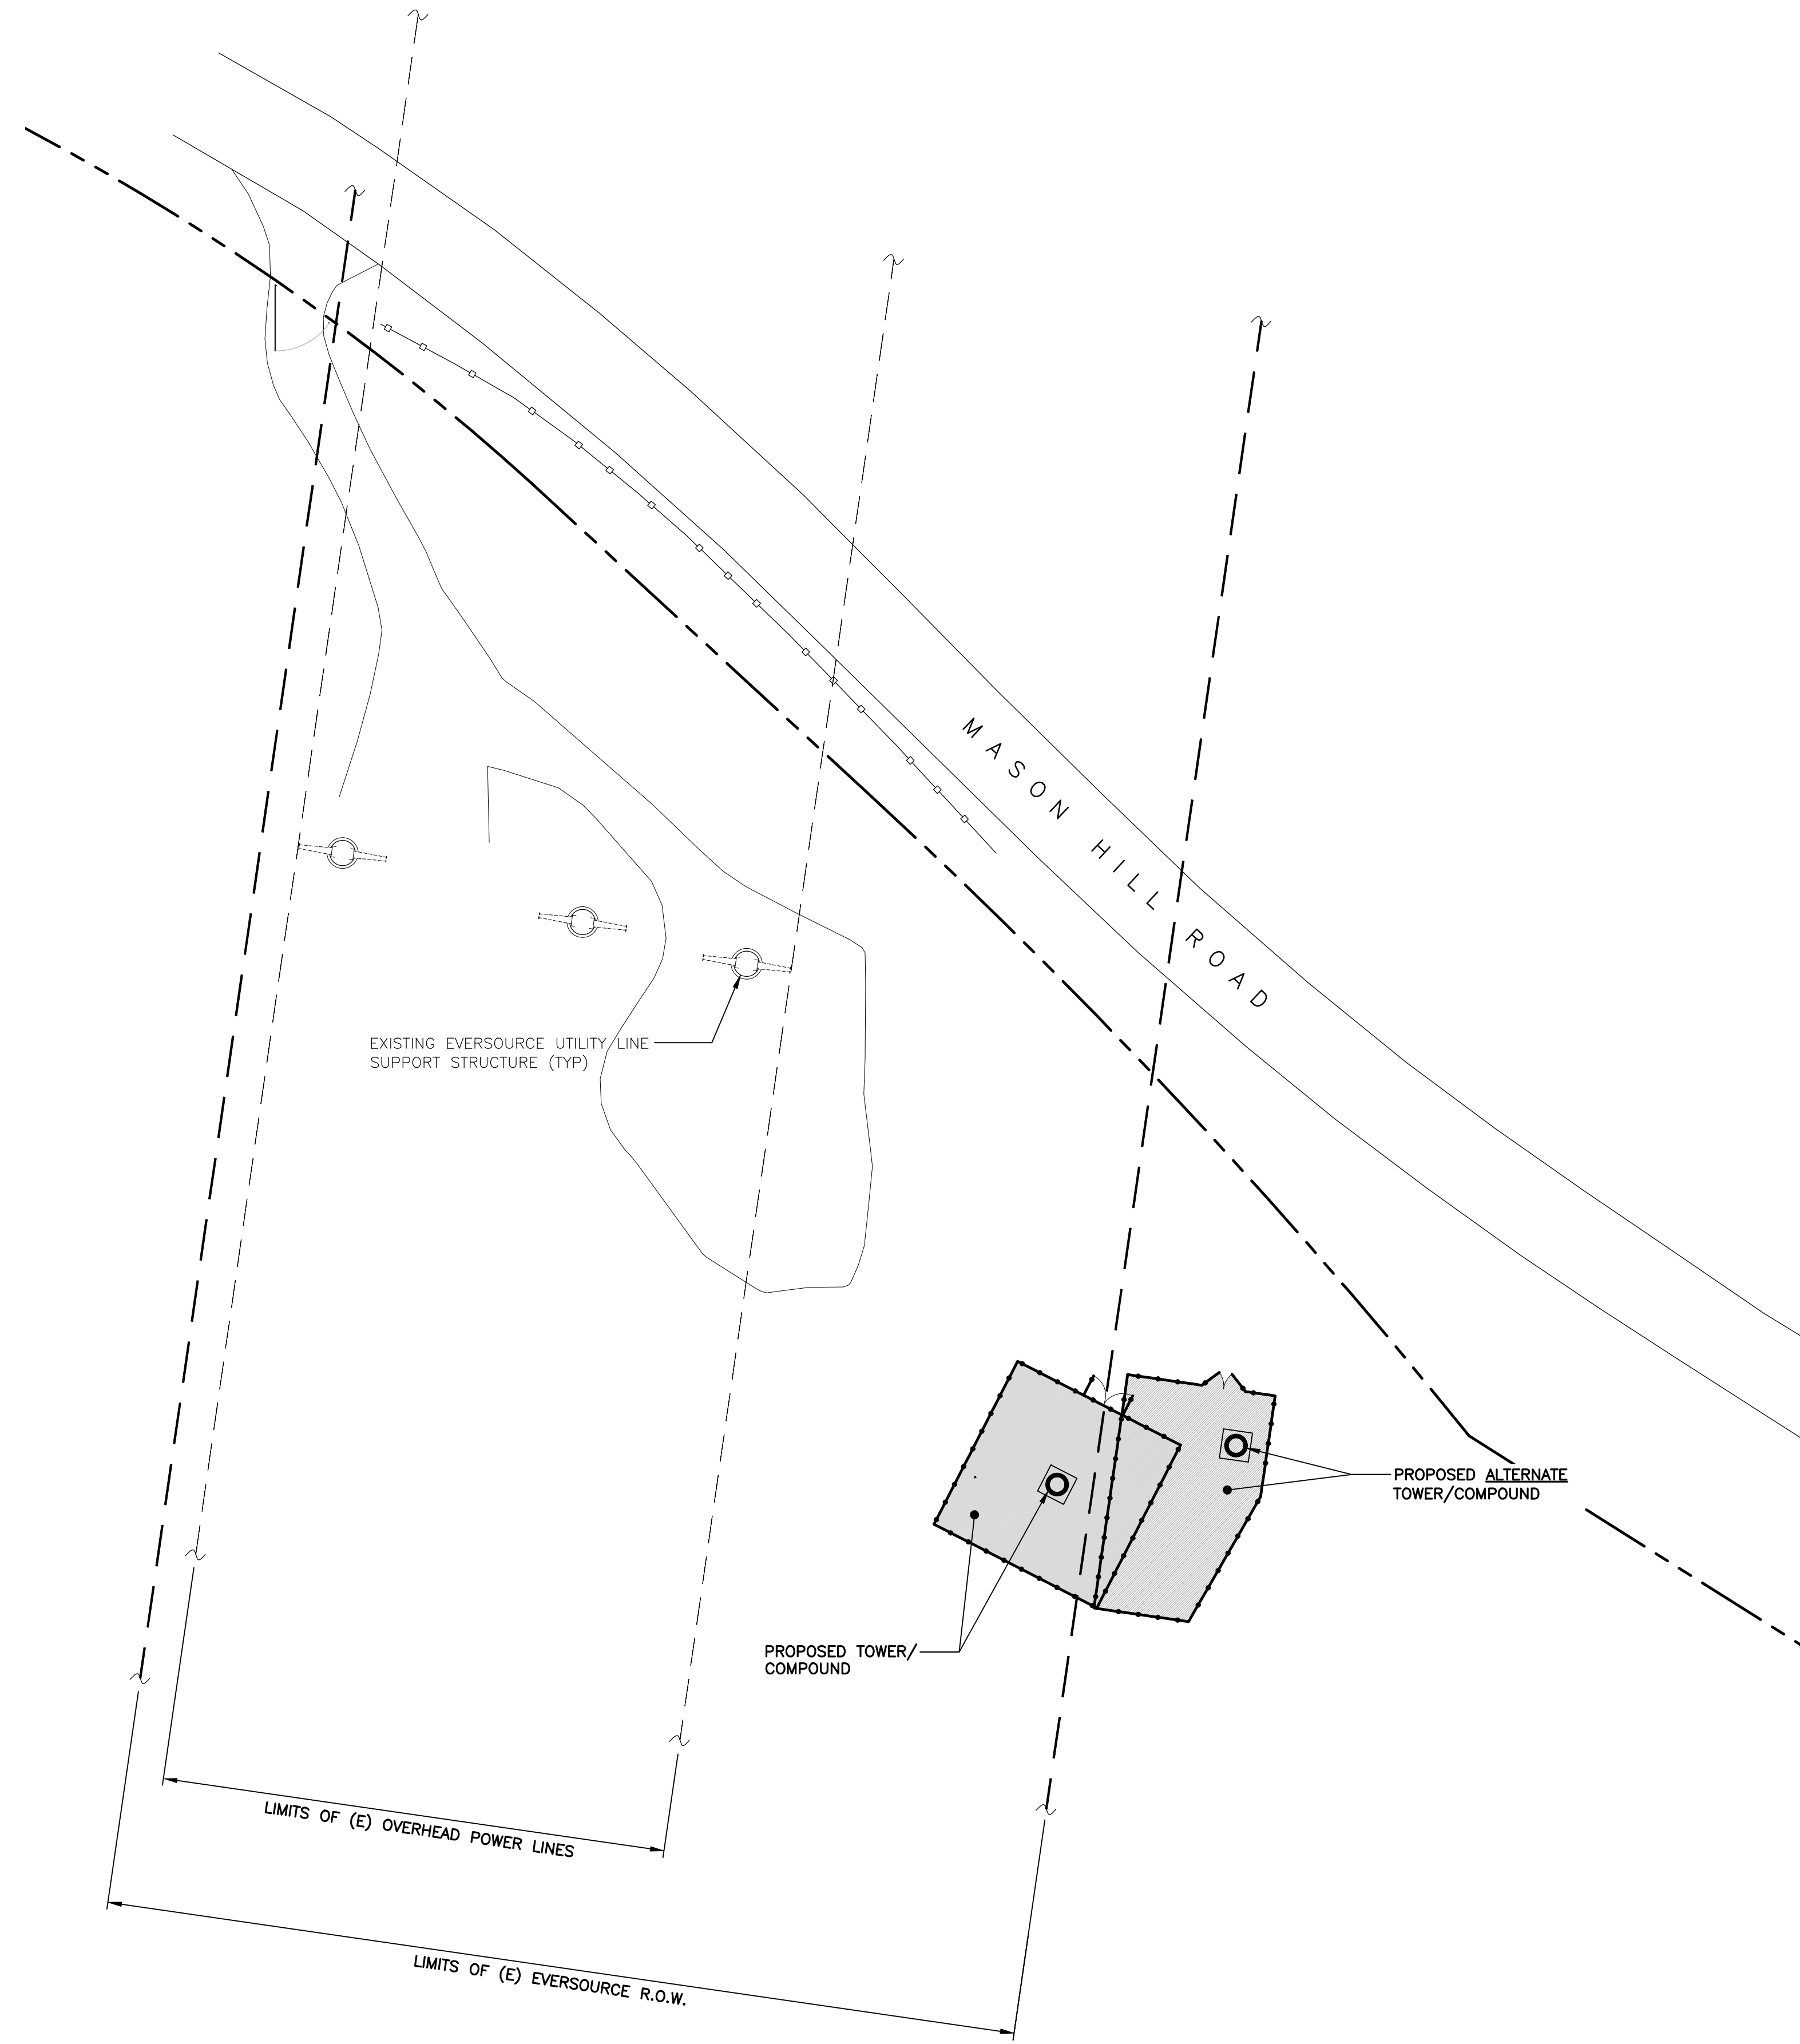 MASON HILL ROAD
EXISTING EVERSOURCE UTILITY LINE
SUPPORT STRUCTURE (TYP)
PROPOSED ALTERNATE
TOWER/COMPOUND
PROPOSED TOWER/
COMPOUND
LIMITS OF (E) OVERHEAD POWER LINES
LIMITS OF (E) EVERSOURCE R.O.W.